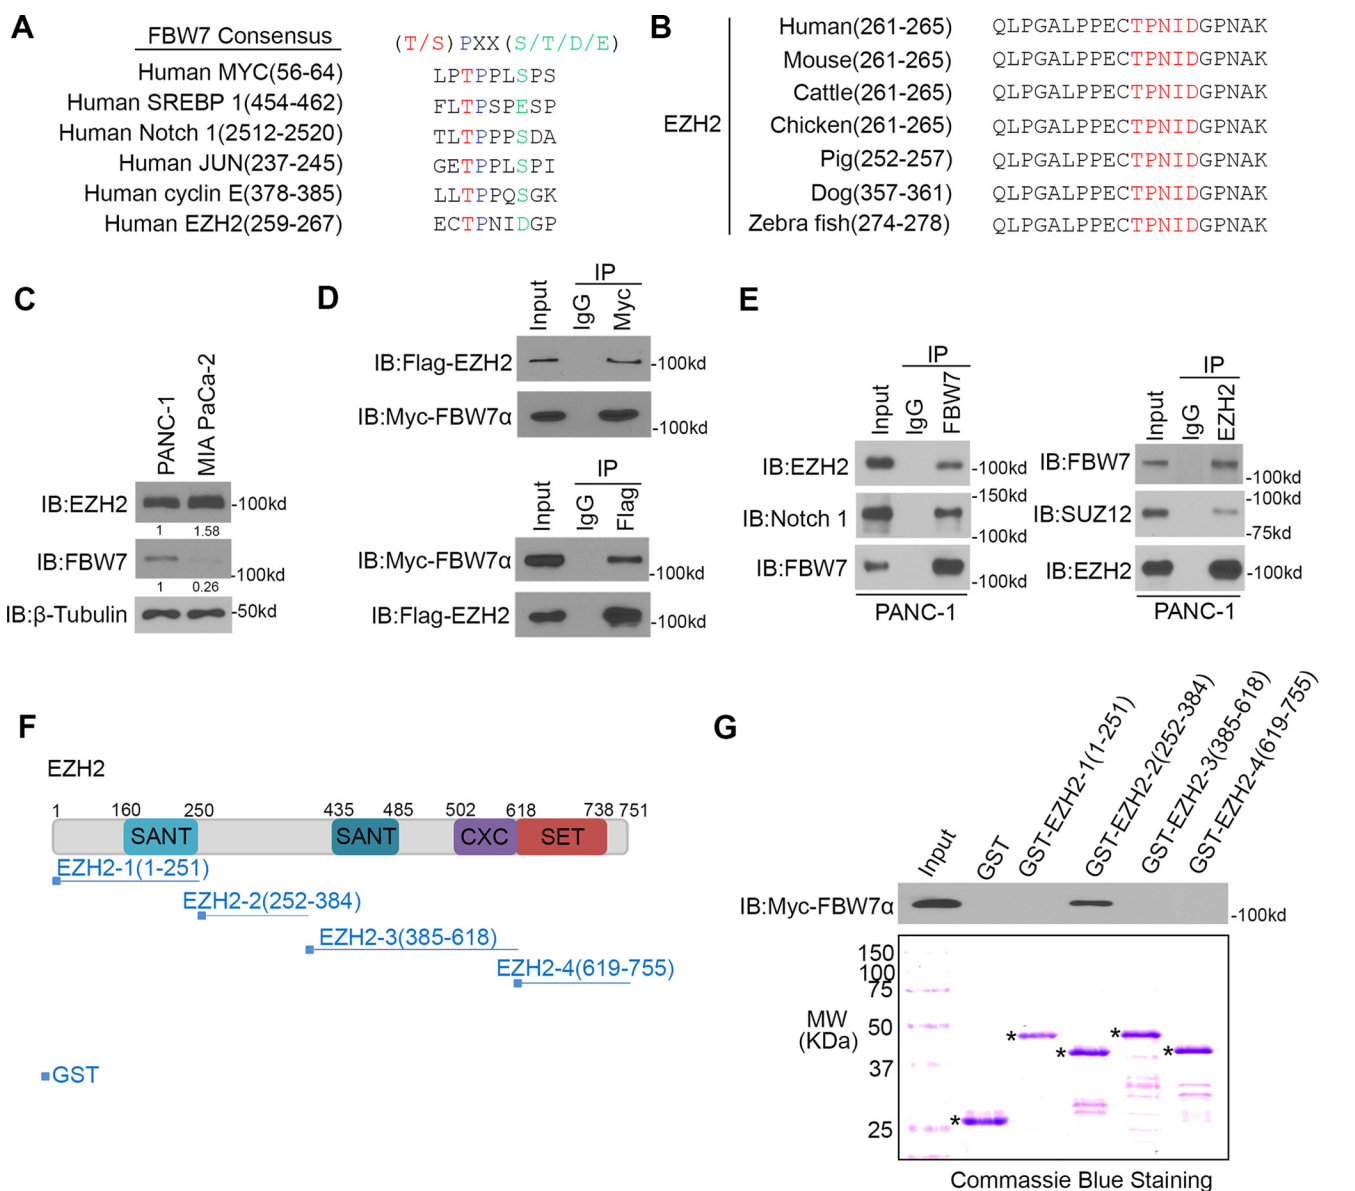 A
FBW7 Consensus (T/S)PXX(S/T/D/E)
Human MYC(56-64) LPTPPLSPS
Human SREBP 1(454-462) FLTPSPESP
Human Notch 1(2512-2520) TLTPPPPSDA
Human JUN(237-245) GETPPLSPI
Human cyclin E(378-385) LLTPPQSGK
Human EZH2(259-267) ECTPNIDGP
B
EZH2
Human(261-265) QLPGALPPECTPNIDGPNAK
Mouse(261-265) QLPGALPPECTPNIDGPNAK
Cattle(261-265) QLPGALPPECTPNIDGPNAK
Chicken(261-265) QLPGALPPECTPNIDGPNAK
Pig(252-257) QLPGALPPECTPNIDGPNAK
Dog(357-361) QLPGALPPECTPNIDGPNAK
Zebra fish(274-278) QLPGALPPECTPNIDGPNAK
C
PANC-1
MIA PaCa-2
IB:EZH2 -100kd
1 1.58
IB:FBW7 -100kd
1 0.26
IB:β-Tubulin -50kd
D
IP
Input IgG Myc
IB:Flag-EZH2 -100kd
IB:Myc-FBW7α -100kd
IP
Input IgG Flag
IB:Myc-FBW7α -100kd
IB:Flag-EZH2 -100kd
E
IP
Input IgG FBW7
IB:EZH2 -100kd
-150kd
IB:Notch 1
-100kd
IB:FBW7 -100kd
PANC-1
IP
Input IgG EZH2
IB:FBW7 -100kd
-100kd
IB:SUZ12
-75kd
IB:EZH2 -100kd
PANC-1
F
EZH2
1 160 250 435 485 502 618 738 751
SANT SANT CXC SET
EZH2-1(1-251)
EZH2-2(252-384)
EZH2-3(385-618)
EZH2-4(619-755)
GST
G
Input
GST
GST-EZH2-1(1-251)
GST-EZH2-2(252-384)
GST-EZH2-3(385-618)
GST-EZH2-4(619-755)
IB:Myc-FBW7α -100kd
MW
(KDa)
150
100
75
50
37
25
*
*
*
*
*
Commassie Blue Staining